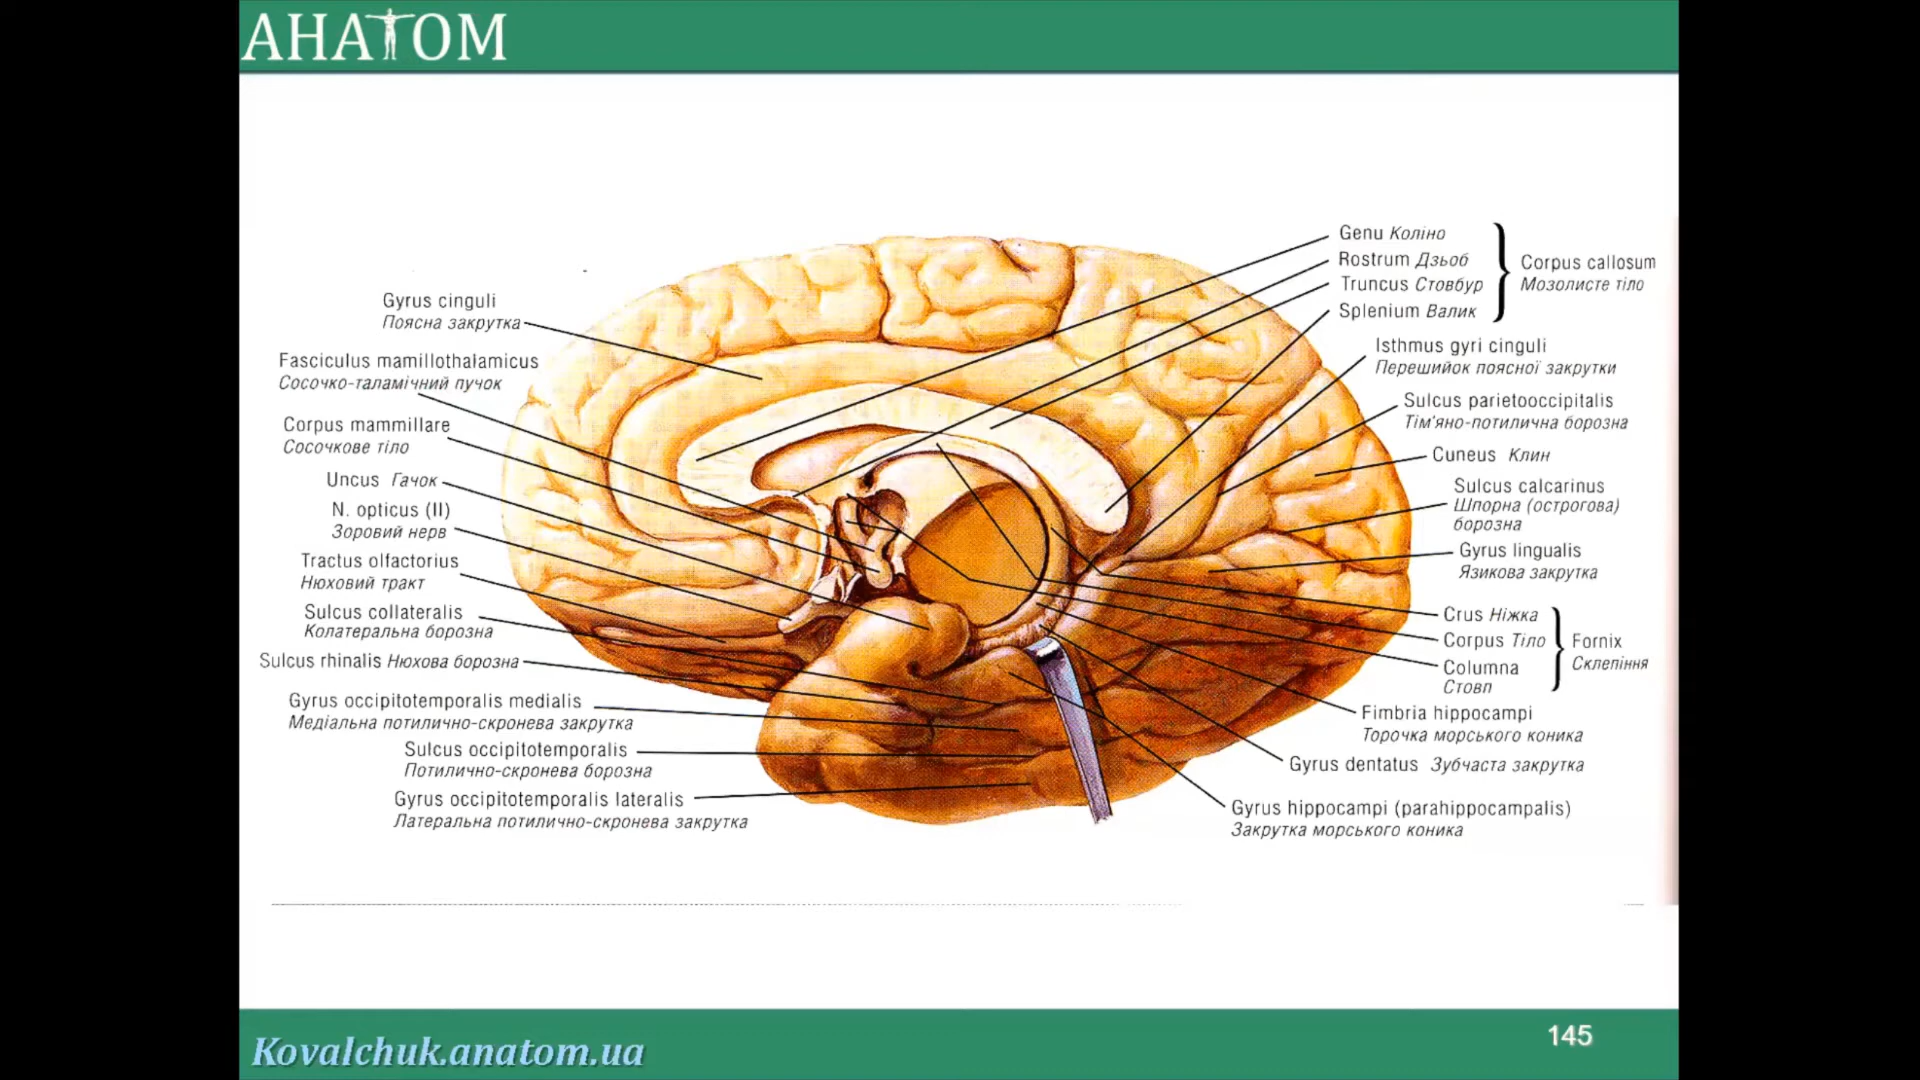 АНАТОМ
Gyrus cinguli
Поясна закрутка
Fasciculus mamillothalamicus
Сосочко-таламічний пучок
Corpus mammillare
Сосочкове тіло
Uncus Гачок
N. opticus (II)
Зоровий нерв
Tractus olfactorius
Нюховий тракт
Sulcus collateralis
Колатеральна борозна
Sulcus rhinalis Нюхова борозна
Gyrus occipitotemporalis medialis
Медіальна потилично-скронева закрутка
Sulcus occipitotemporalis
Потилично-скронева борозна
Gyrus occipitotemporalis lateralis
Латеральна потилично-скронева закрутка
Genu Коліно
Rostrum Дзьоб
Truncus Стовбур
Splenium Валик
Corpus callosum
Мозолисте тіло
Isthmus gyri cinguli
Перешийок поясної закрутки
Sulcus parietooccipitalis
Тім'яно-потилична борозна
Cuneus Клин
Sulcus calcarinus
Шпорна (острогова)
борозна
Gyrus lingualis
Язикова закрутка
Crus Ніжка
Corpus Тіло
Columna
Стовп
Fornix
Склепіння
Fimbria hippocampi
Торочка морського коника
Gyrus dentatus Зубчаста закрутка
Gyrus hippocampi (parahippocampalis)
Закрутка морського коника
Kovalchuk.anatom.ua
145